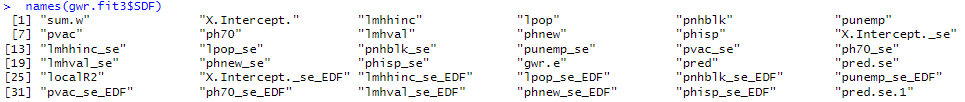 >  names(gwr.fit3$SDF)
 [1] "sum.w"              "X.Intercept."       "lmhhinc"            "lpop"               "pnhblk"             "punemp"
 [7] "pvac"               "ph70"               "lmhval"             "phnew"              "phisp"              "X.Intercept._se"
[13] "lmhhinc_se"         "lpop_se"            "pnhblk_se"          "punemp_se"          "pvac_se"            "ph70_se"
[19] "lmhval_se"          "phnew_se"           "phisp_se"           "gwr.e"              "pred"               "pred.se"
[25] "localR2"            "X.Intercept._se_EDF" "lmhhinc_se_EDF"     "lpop_se_EDF"        "pnhblk_se_EDF"      "punemp_se_EDF"
[31] "pvac_se_EDF"        "ph70_se_EDF"        "lmhval_se_EDF"      "phnew_se_EDF"       "phisp_se_EDF"       "pred.se.1"